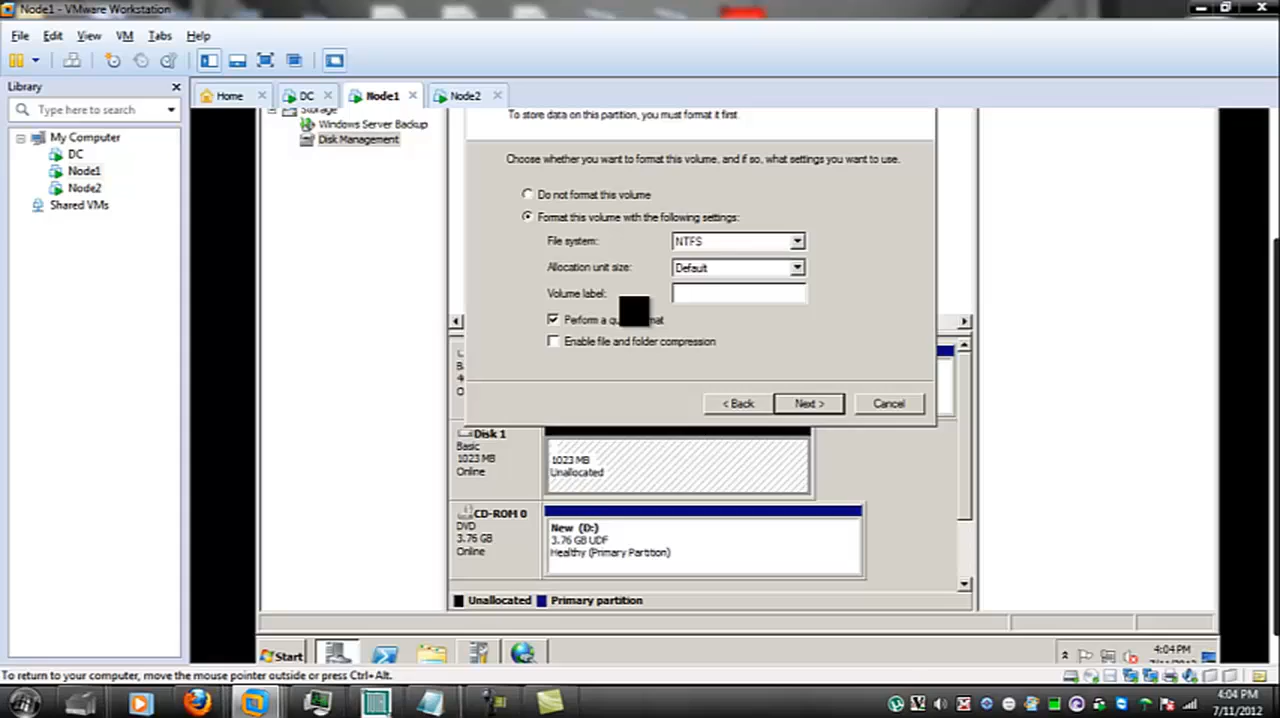 Node1 - VMware Workstation
File Edit View VM Tabs Help
Library
Type here to search
My Computer
DC
Node1
Node2
Shared VMs
Home
DC
Node1
Node2
Storage
Windows Server Backup
Disk Management
To store data on this partition, you must format it first.
Choose whether you want to format this volume, and if so, what settings you want to use.
Do not format this volume
Format this volume with the following settings:
File system: NTFS
Allocation unit size: Default
Volume label:
Perform a
Enable file and folder compression
< Back Next > Cancel
Disk 1
Basic
1023 MB
Online
1023 MB
Unallocated
CD-ROM 0
DVD
3.76 GB
Online
New (D:)
3.76 GB UDF
Healthy (Primary Partition)
Unallocated Primary partition
Start
4:04 PM
To return to your computer, move the mouse pointer outside or press Ctrl+Alt.
4:04 PM
7/11/2012